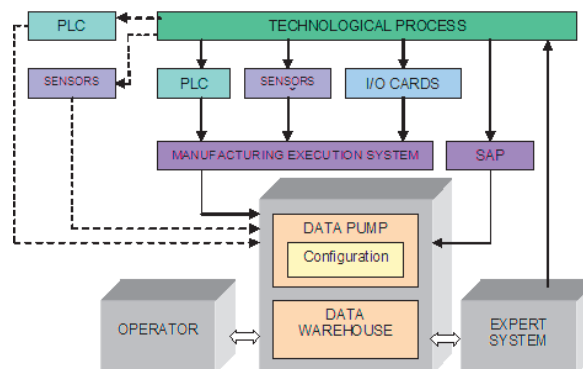 PLC
TECHNOLOGICAL PROCESS
SENSORS
PLC
SENSORS
I/O CARDS
MANUFACTURING EXECUTION SYSTEM
SAP
DATA PUMP
Configuration
OPERATOR
DATA
WAREHOUSE
EXPERT
SYSTEM